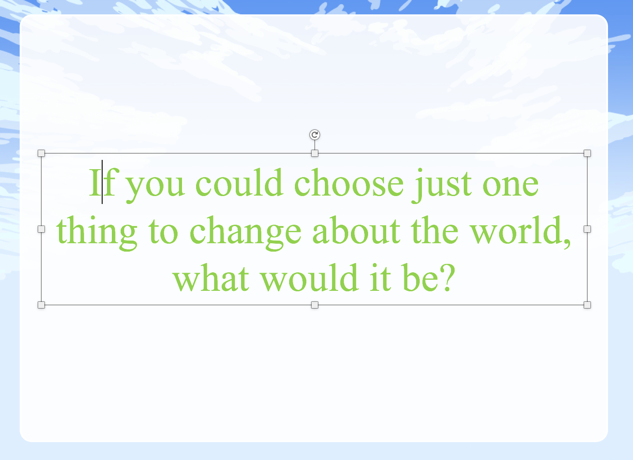 If you could choose just one
thing to change about the world,
what would it be?